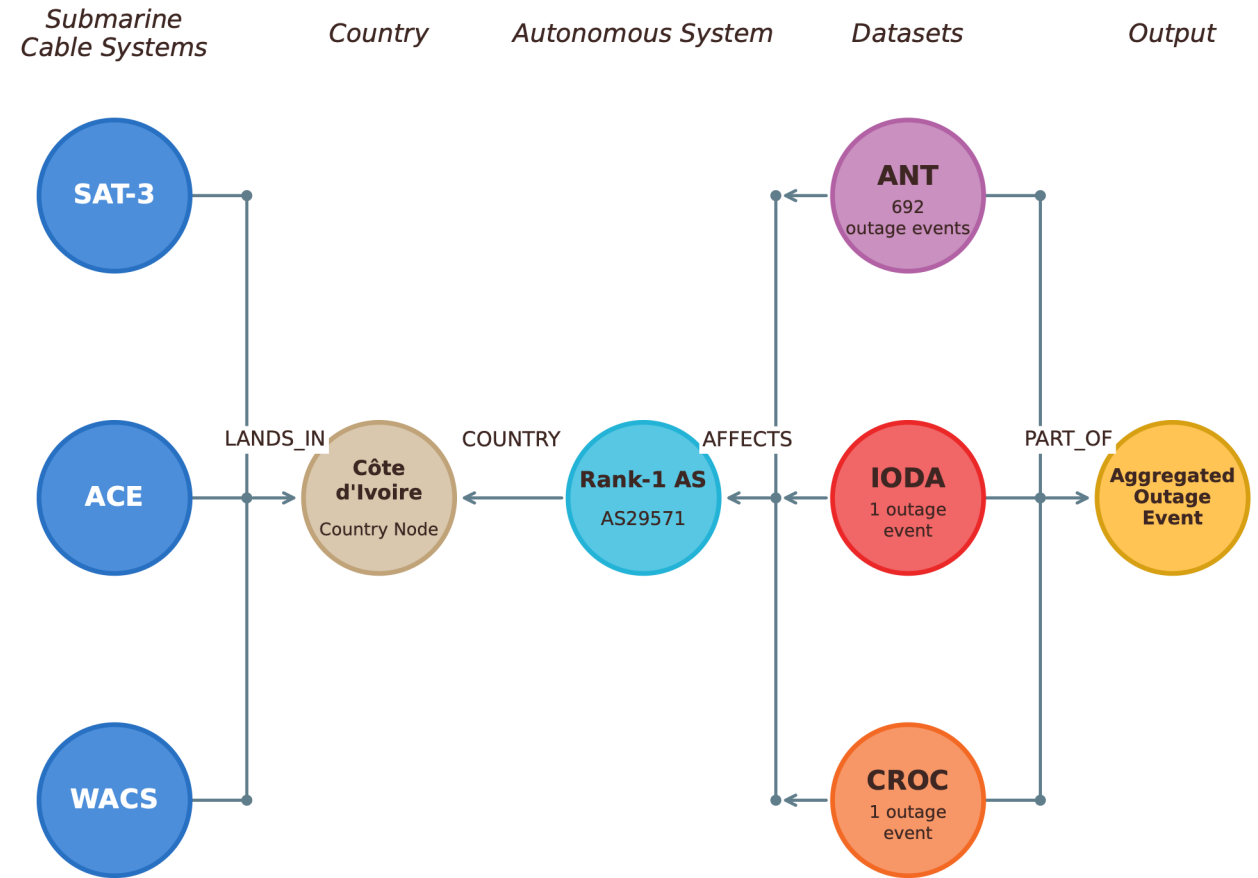 Submarine
Cable Systems
Country
Autonomous System
Datasets
Output
SAT-3
ANT
692
outage events
LANDS_IN
COUNTRY
AFFECTS
PART_OF
ACE
Côte
d'Ivoire
Country Node
Rank-1 AS
AS29571
IODA
1 outage
event
Aggregated
Outage
Event
WACS
CROC
1 outage
event